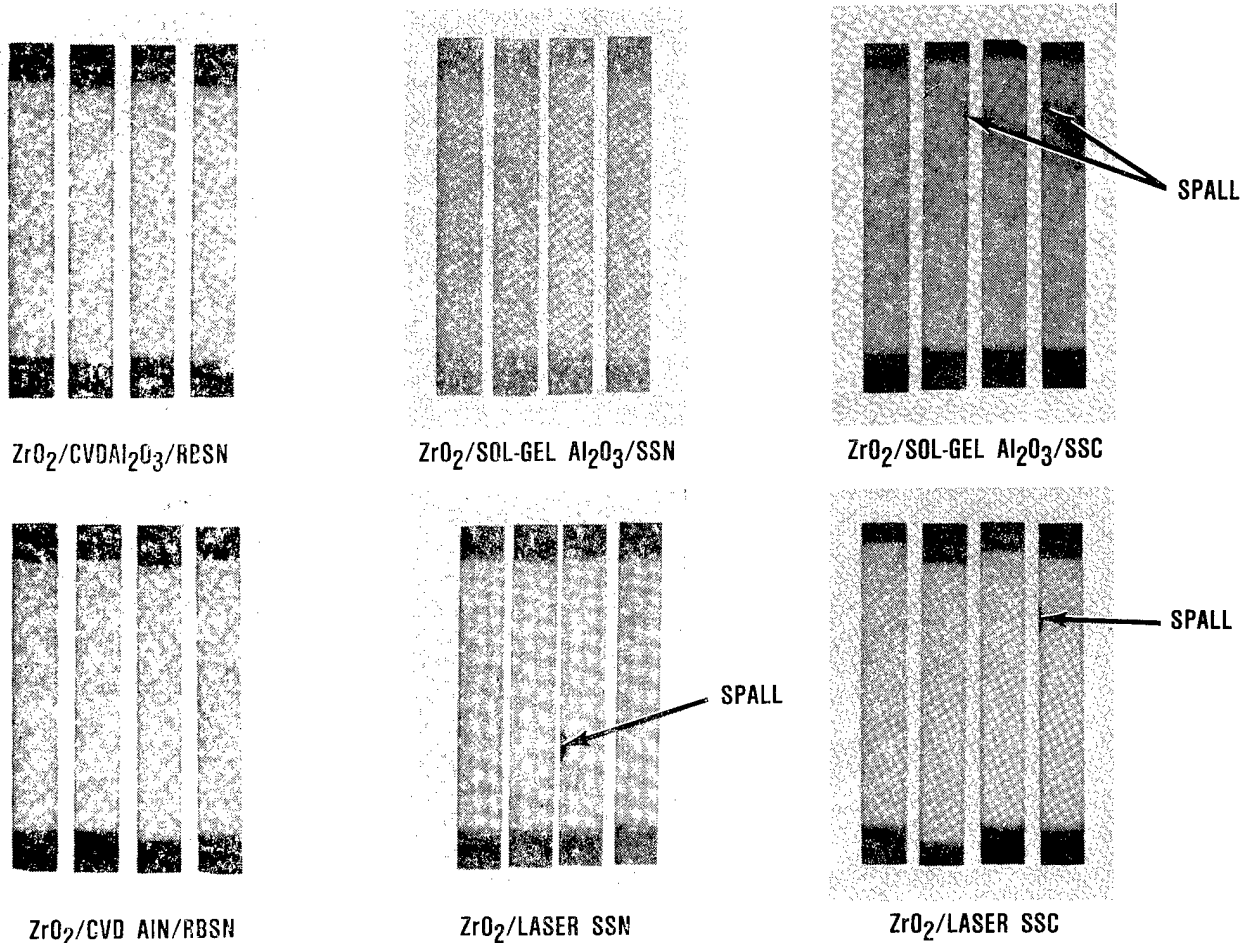 SPALL
ZrO₂/CVDAl₂O₃/RBSN
ZrO₂/SOL-GEL Al₂O₃/SSN
ZrO₂/SOL-GEL Al₂O₃/SSC
SPALL
SPALL
ZrO₂/CVD AlN/RBSN
ZrO₂/LASER SSN
ZrO₂/LASER SSC